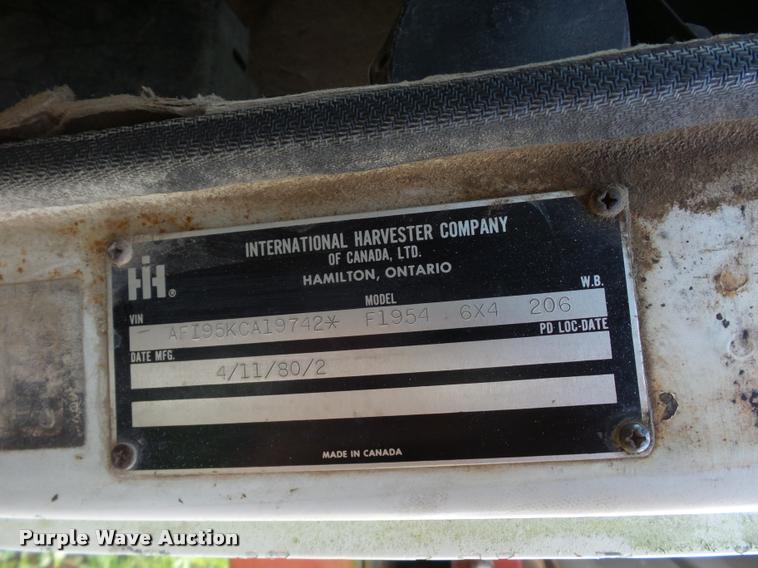 INTERNATIONAL HARVESTER COMPANY
OF CANADA, LTD.
HAMILTON, ONTARIO
IH®
VIN MODEL W.B.
- AFI95KCA19742* F1954 6X4 206
DATE MFG. PD LOC-DATE
4/11/80/2
MADE IN CANADA
Purple Wave Auction